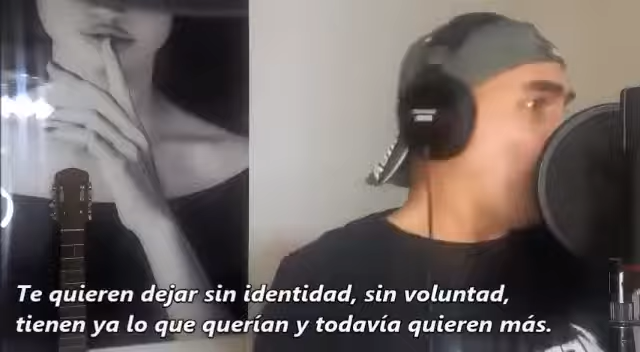 Te quieren dejar sin identidad, sin voluntad,
tienen ya lo que querían y todavía quieren más.